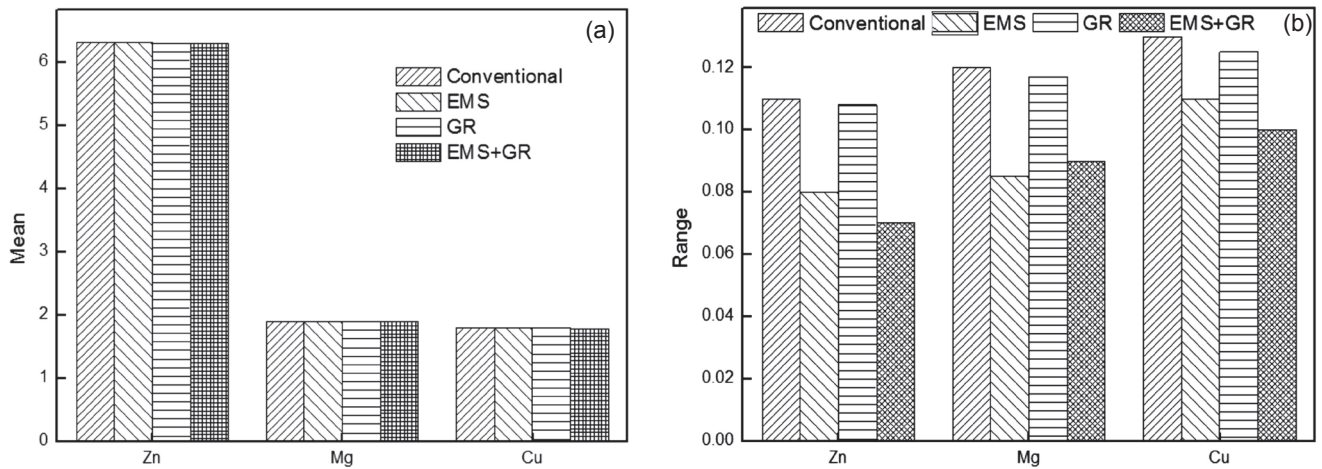 (a)
Conventional
EMS
GR
EMS+GR
Mean
6
5
4
3
2
1
0
Zn Mg Cu
Conventional EMS GR EMS+GR (b)
Range
0.12
0.10
0.08
0.06
0.04
0.02
0.00
Zn Mg Cu